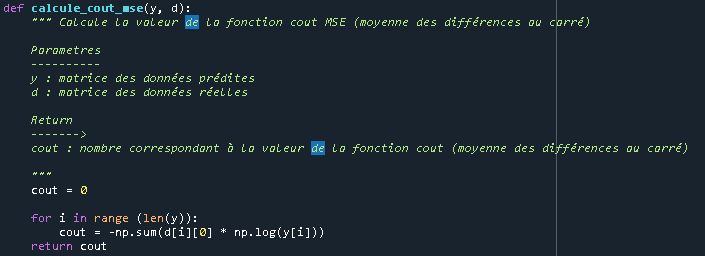 def calcule_cout_mse(y, d):
    """ Calcule la valeur de la fonction cout MSE (moyenne des différences au carré)

    Parametres
    ----------
    y : matrice des données prédites
    d : matrice des données réelles

    Return
    ------->
    cout : nombre correspondant à la valeur de la fonction cout (moyenne des différences au carré)

    """
    cout = 0

    for i in range (len(y)):
        cout = -np.sum(d[i][0] * np.log(y[i]))
    return cout